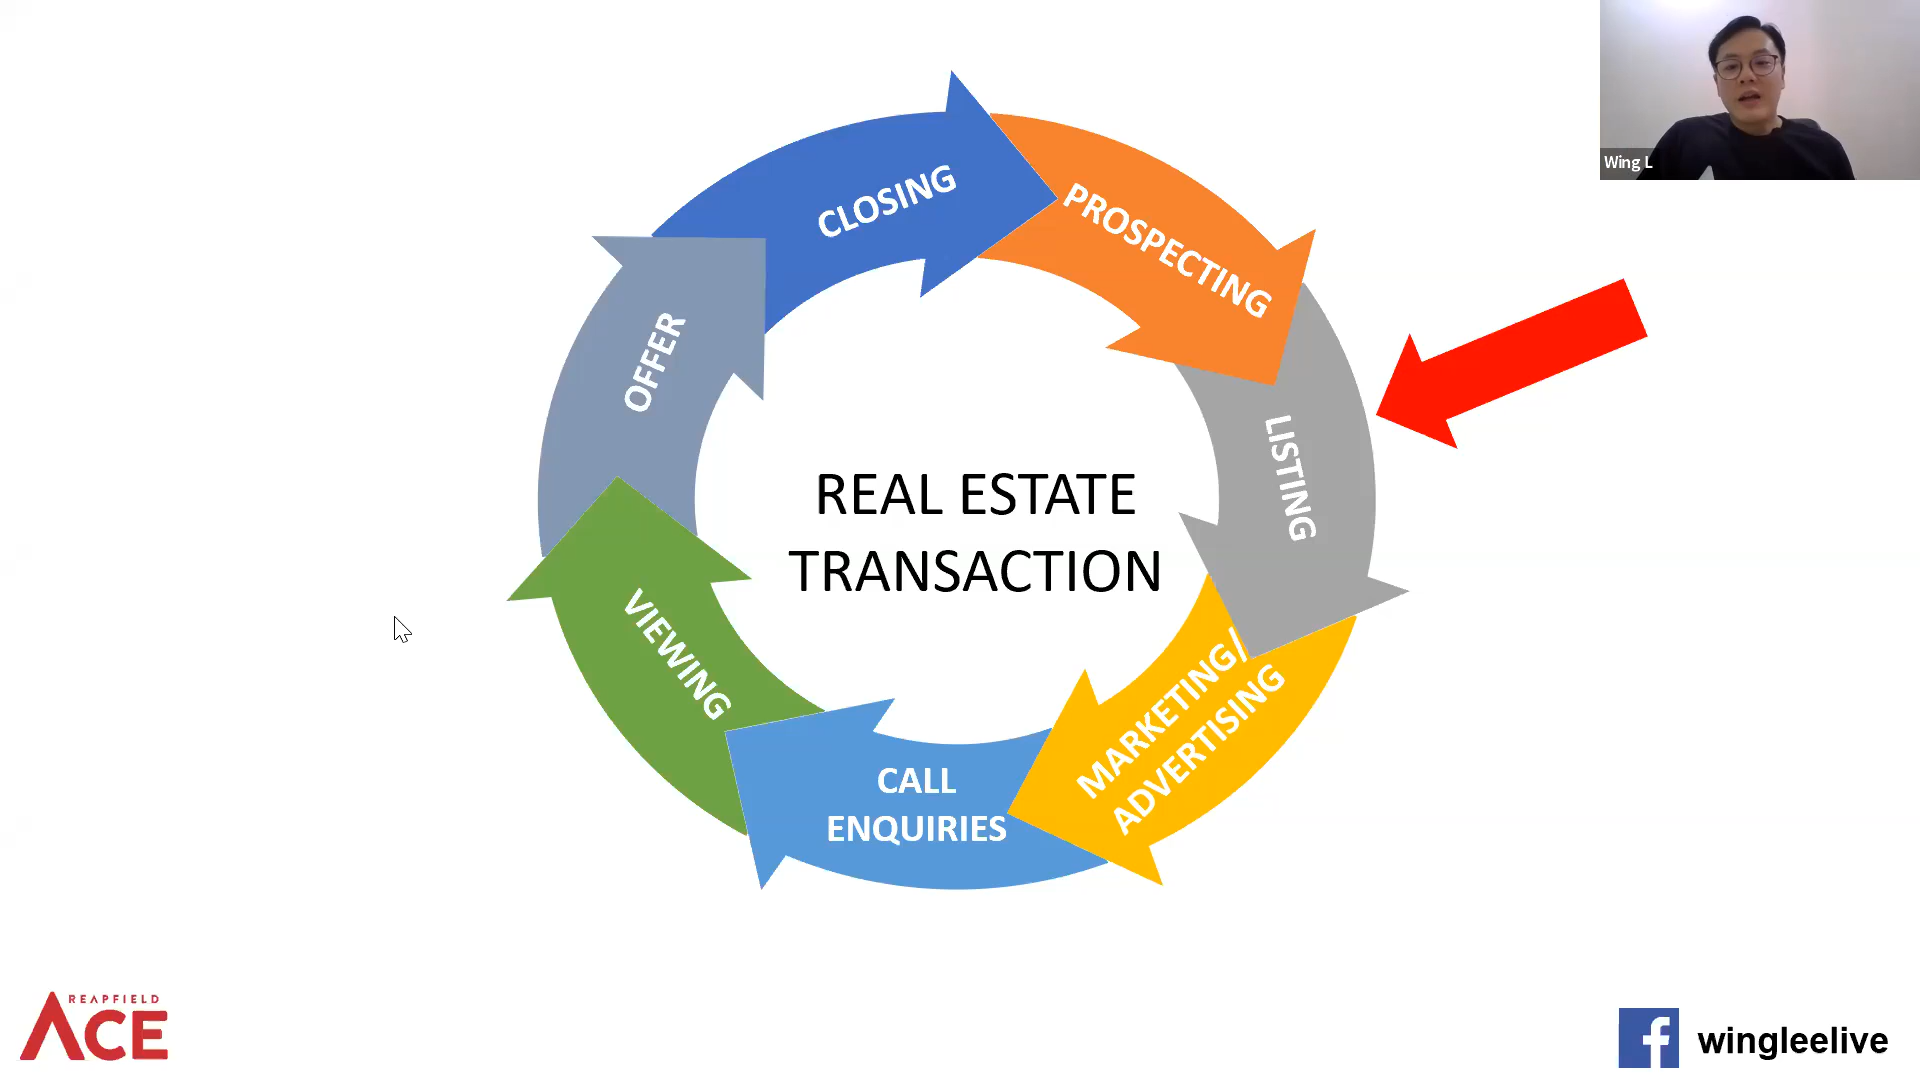 Wing L
CLOSING
PROSPECTING
LISTING
MARKETING/
ADVERTISING
CALL
ENQUIRIES
VIEWING
OFFER
REAL ESTATE
TRANSACTION
REAPFIELD
ACE
wingleelive